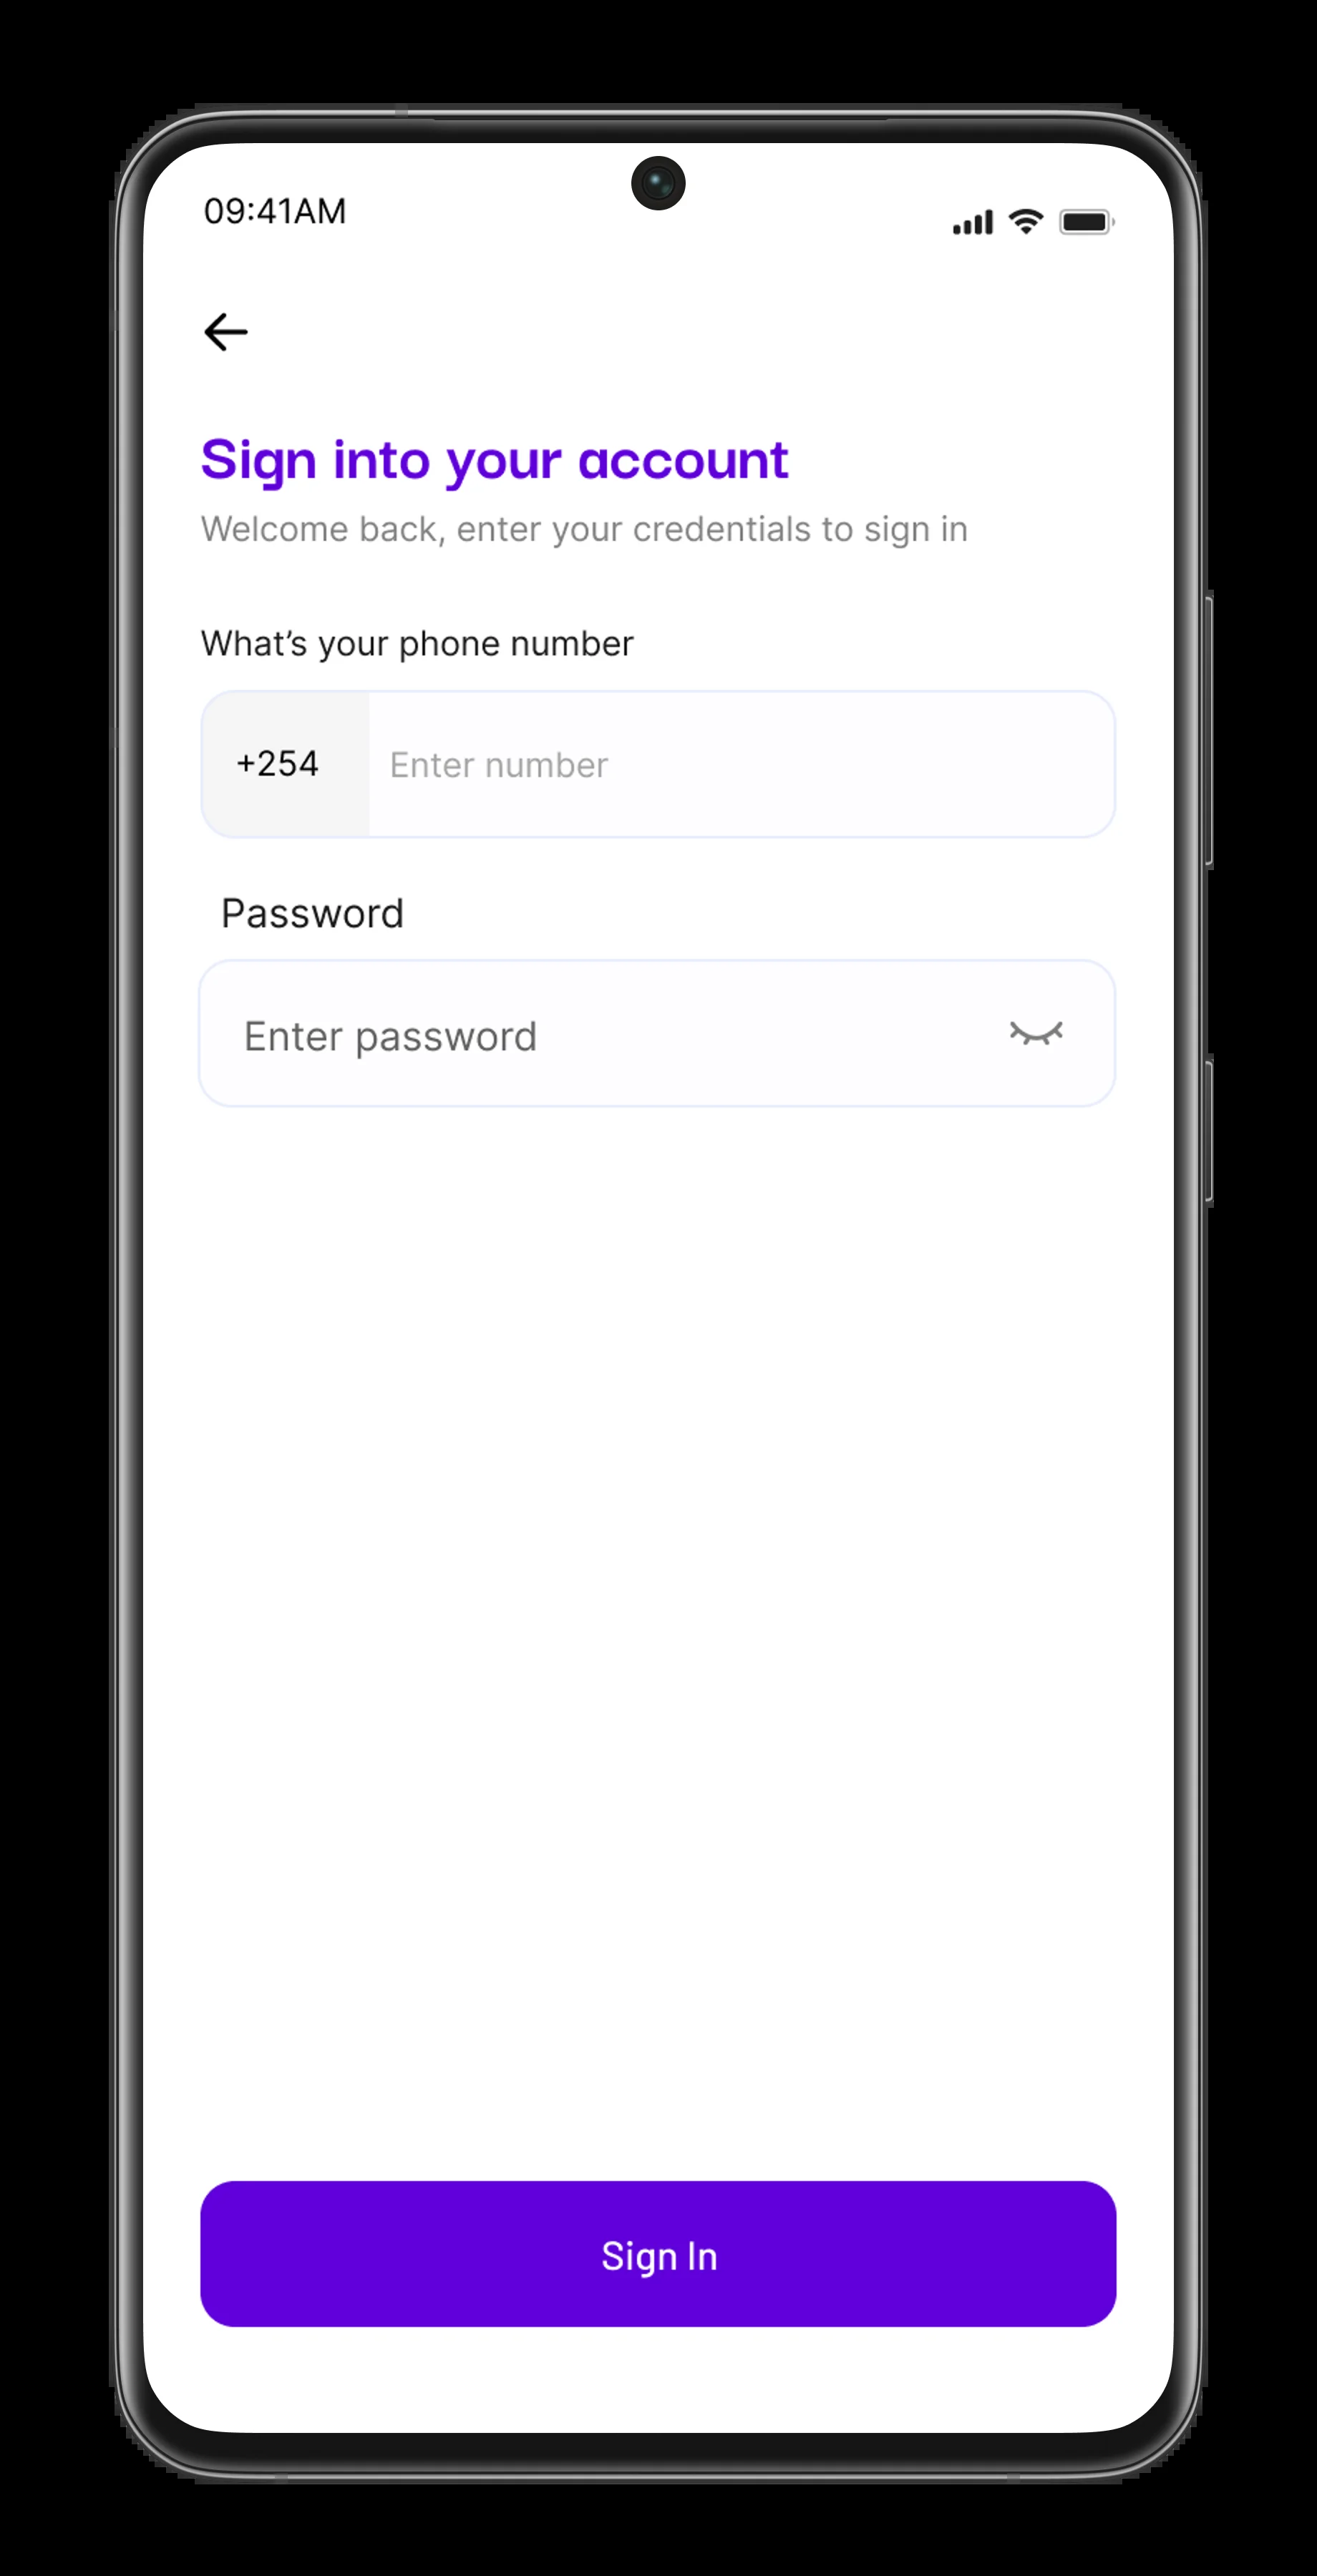 09:41AM
Sign into your account
Welcome back, enter your credentials to sign in
What’s your phone number
+254 Enter number
Password
Enter password
Sign In